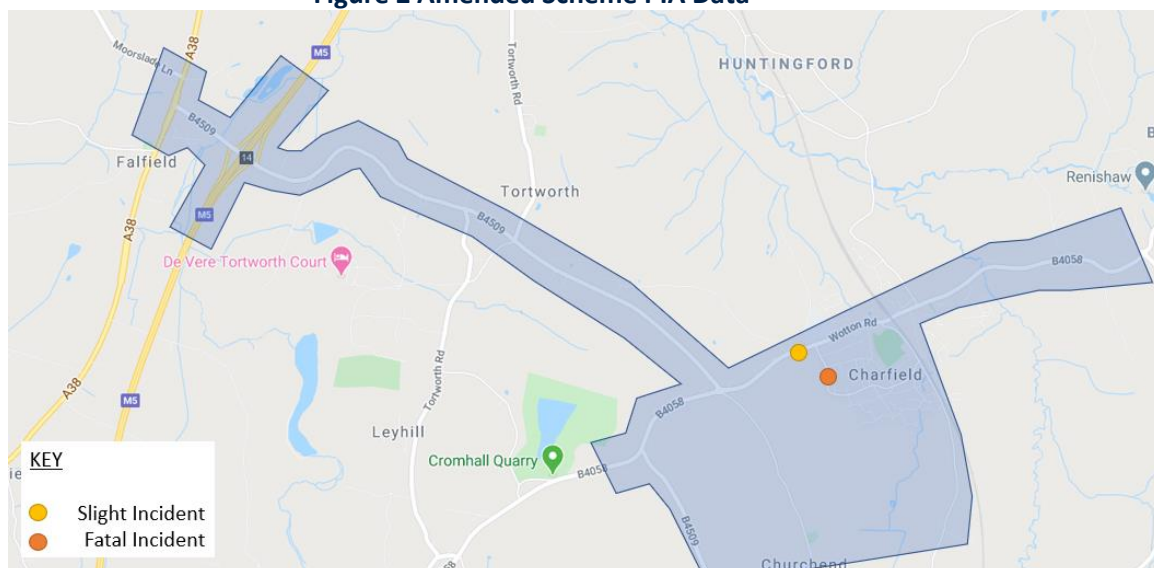 Figure 2 Amended Scheme PIA Data
A38
M5
Moorslade Ln
Tortworth Rd
HUNTINGFORD
B4509
14
Falfield
Renishaw
Tortworth
M5
B4509
A38
B4058
De Vere Tortworth Court
Wotton Rd
Charfield
Tortworth Rd
A38
M5
B4058
Leyhill
KEY
Cromhall Quarry
B4058
Slight Incident
B4509
Fatal Incident
Churchend